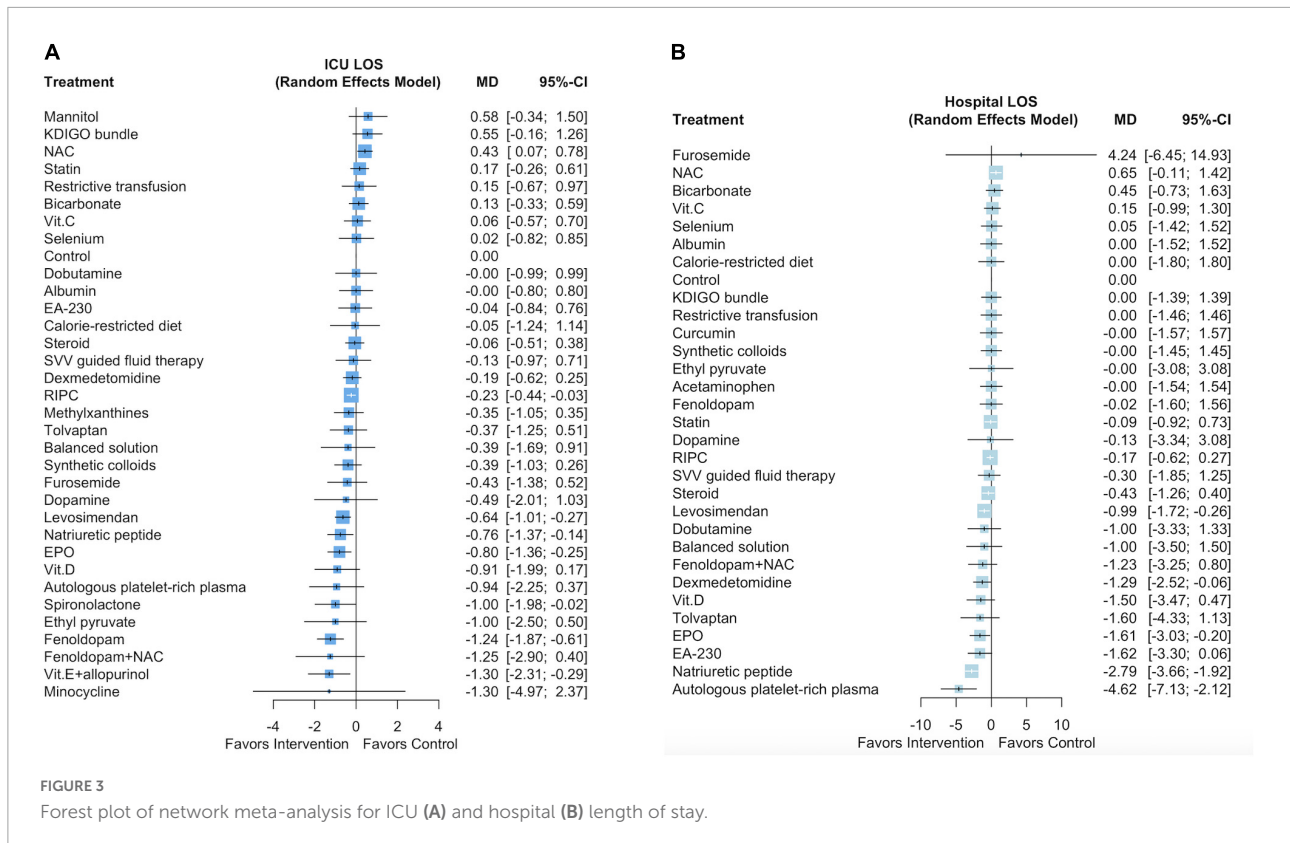 A
ICU LOS
Treatment (Random Effects Model) MD 95%-CI
Mannitol 0.58 [-0.34; 1.50]
KDIGO bundle 0.55 [-0.16; 1.26]
NAC 0.43 [ 0.07; 0.78]
Statin 0.17 [-0.26; 0.61]
Restrictive transfusion 0.15 [-0.67; 0.97]
Bicarbonate 0.13 [-0.33; 0.59]
Vit.C 0.06 [-0.57; 0.70]
Selenium 0.02 [-0.82; 0.85]
Control 0.00
Dobutamine -0.00 [-0.99; 0.99]
Albumin -0.00 [-0.80; 0.80]
EA-230 -0.04 [-0.84; 0.76]
Calorie-restricted diet -0.05 [-1.24; 1.14]
Steroid -0.06 [-0.51; 0.38]
SVV guided fluid therapy -0.13 [-0.97; 0.71]
Dexmedetomidine -0.19 [-0.62; 0.25]
RIPC -0.23 [-0.44; -0.03]
Methylxanthines -0.35 [-1.05; 0.35]
Tolvaptan -0.37 [-1.25; 0.51]
Balanced solution -0.39 [-1.69; 0.91]
Synthetic colloids -0.39 [-1.03; 0.26]
Furosemide -0.43 [-1.38; 0.52]
Dopamine -0.49 [-2.01; 1.03]
Levosimendan -0.64 [-1.01; -0.27]
Natriuretic peptide -0.76 [-1.37; -0.14]
EPO -0.80 [-1.36; -0.25]
Vit.D -0.91 [-1.99; 0.17]
Autologous platelet-rich plasma -0.94 [-2.25; 0.37]
Spironolactone -1.00 [-1.98; -0.02]
Ethyl pyruvate -1.00 [-2.50; 0.50]
Fenoldopam -1.24 [-1.87; -0.61]
Fenoldopam+NAC -1.25 [-2.90; 0.40]
Vit.E+allopurinol -1.30 [-2.31; -0.29]
Minocycline -1.30 [-4.97; 2.37]
-4 -2 0 2 4
Favors Intervention Favors Control
B
Hospital LOS
Treatment (Random Effects Model) MD 95%-CI
Furosemide 4.24 [-6.45; 14.93]
NAC 0.65 [-0.11; 1.42]
Bicarbonate 0.45 [-0.73; 1.63]
Vit.C 0.15 [-0.99; 1.30]
Selenium 0.05 [-1.42; 1.52]
Albumin 0.00 [-1.52; 1.52]
Calorie-restricted diet 0.00 [-1.80; 1.80]
Control 0.00
KDIGO bundle 0.00 [-1.39; 1.39]
Restrictive transfusion 0.00 [-1.46; 1.46]
Curcumin -0.00 [-1.57; 1.57]
Synthetic colloids -0.00 [-1.45; 1.45]
Ethyl pyruvate -0.00 [-3.08; 3.08]
Acetaminophen -0.00 [-1.54; 1.54]
Fenoldopam -0.02 [-1.60; 1.56]
Statin -0.09 [-0.92; 0.73]
Dopamine -0.13 [-3.34; 3.08]
RIPC -0.17 [-0.62; 0.27]
SVV guided fluid therapy -0.30 [-1.85; 1.25]
Steroid -0.43 [-1.26; 0.40]
Levosimendan -0.99 [-1.72; -0.26]
Dobutamine -1.00 [-3.33; 1.33]
Balanced solution -1.00 [-3.50; 1.50]
Fenoldopam+NAC -1.23 [-3.25; 0.80]
Dexmedetomidine -1.29 [-2.52; -0.06]
Vit.D -1.50 [-3.47; 0.47]
Tolvaptan -1.60 [-4.33; 1.13]
EPO -1.61 [-3.03; -0.20]
EA-230 -1.62 [-3.30; 0.06]
Natriuretic peptide -2.79 [-3.66; -1.92]
Autologous platelet-rich plasma -4.62 [-7.13; -2.12]
-10 -5 0 5 10
Favors Intervention Favors Control
FIGURE 3
Forest plot of network meta-analysis for ICU (A) and hospital (B) length of stay.